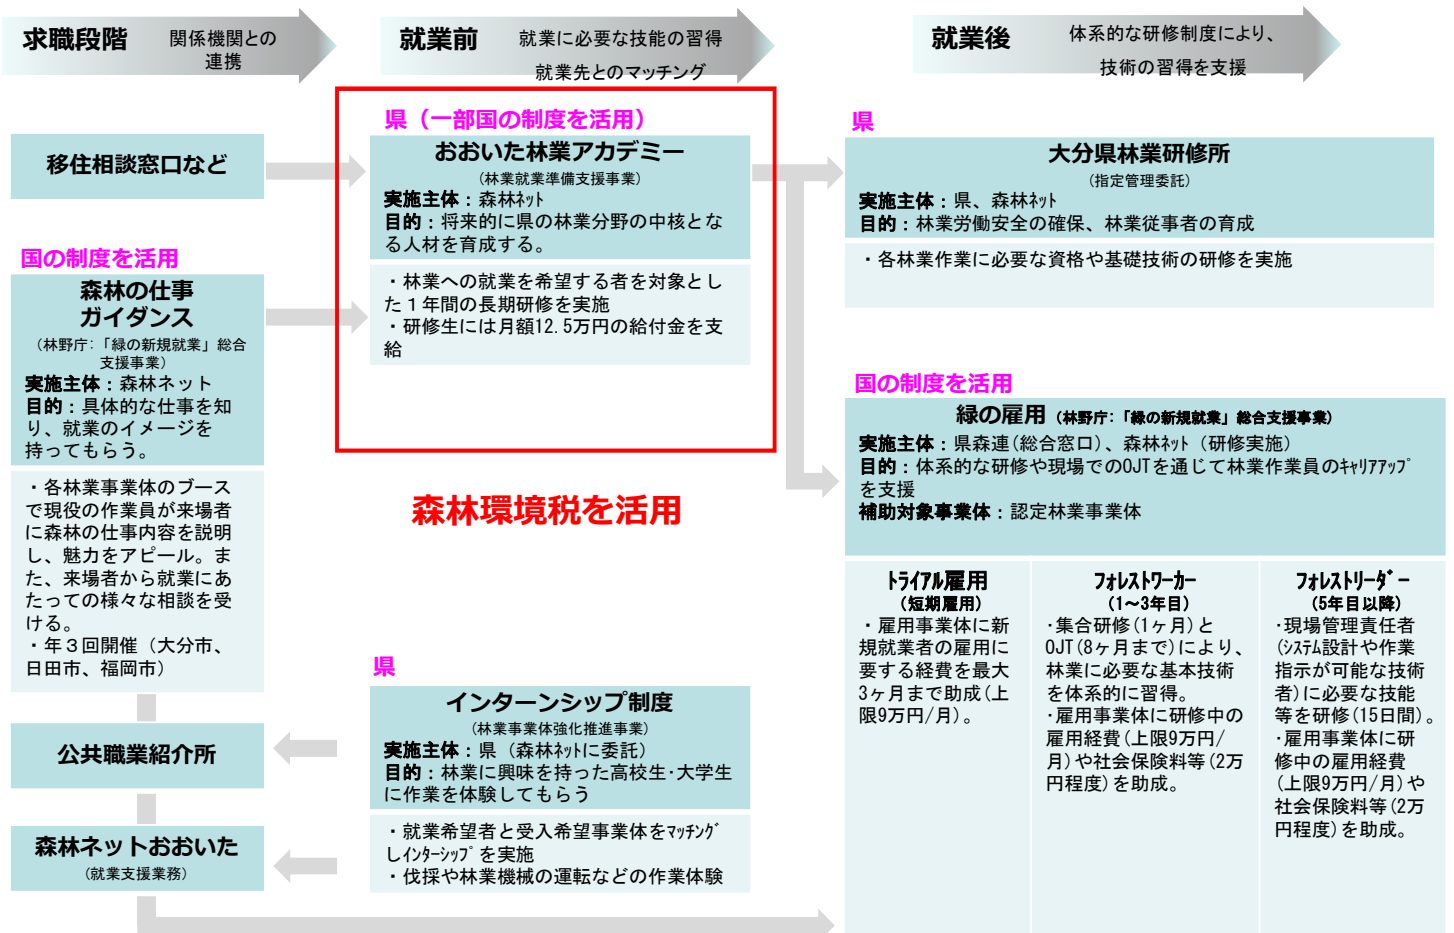 求職段階
関係機関との
連携
就業前
就業に必要な技能の習得
就業先とのマッチング
就業後
体系的な研修制度により、
技術の習得を支援
移住相談窓口など
国の制度を活用
森林の仕事
ガイダンス
(林野庁:「緑の新規就業」総合
支援事業)
実施主体：森林ネット
目的：具体的な仕事を知
り、就業のイメージを
持ってもらう。
・各林業事業体のブース
で現役の作業員が来場者
に森林の仕事内容を説明
し、魅力をアピール。ま
た、来場者から就業にあ
たっての様々な相談を受
ける。
・年３回開催（大分市、
日田市、福岡市）
公共職業紹介所
森林ネットおおいた
(就業支援業務)
県（一部国の制度を活用）
おおいた林業アカデミー
(林業就業準備支援事業)
実施主体：森林ﾈｯﾄ
目的：将来的に県の林業分野の中核とな
る人材を育成する。
・林業への就業を希望する者を対象とし
た１年間の長期研修を実施
・研修生には月額12.5万円の給付金を支
給
森林環境税を活用
県
インターンシップ制度
(林業事業体強化推進事業)
実施主体：県（森林ﾈｯﾄに委託）
目的：林業に興味を持った高校生･大学生
に作業を体験してもらう
・就業希望者と受入希望事業体をﾏｯﾁﾝｸﾞ
しｲﾝﾀｰｼｯﾌﾟを実施
・伐採や林業機械の運転などの作業体験
県
大分県林業研修所
(指定管理委託)
実施主体：県、森林ﾈｯﾄ
目的：林業労働安全の確保、林業従事者の育成
・各林業作業に必要な資格や基礎技術の研修を実施
国の制度を活用
緑の雇用 (林野庁:「緑の新規就業」総合支援事業)
実施主体：県森連(総合窓口)、森林ﾈｯﾄ（研修実施）
目的：体系的な研修や現場でのOJTを通じて林業作業員のｷｬﾘｱｱｯﾌﾟ
を支援
補助対象事業体：認定林業事業体
ﾄﾗｲｱﾙ雇用
(短期雇用)
・雇用事業体に新
規就業者の雇用に
要する経費を最大
3ヶ月まで助成(上
限9万円/月)。
ﾌｫﾚｽﾄﾜｰｶｰ
(1～3年目)
･集合研修(1ヶ月)と
OJT(8ヶ月まで)により、
林業に必要な基本技術
を体系的に習得。
･雇用事業体に研修中の
雇用経費(上限9万円/
月)や社会保険料等(2万
円程度)を助成。
ﾌｫﾚｽﾄﾘｰﾀﾞｰ
(5年目以降)
･現場管理責任者
(ｼｽﾃﾑ設計や作業
指示が可能な技術
者)に必要な技能
等を研修(15日間)。
･雇用事業体に研
修中の雇用経費
(上限9万円/月)や
社会保険料等(2万
円程度)を助成。